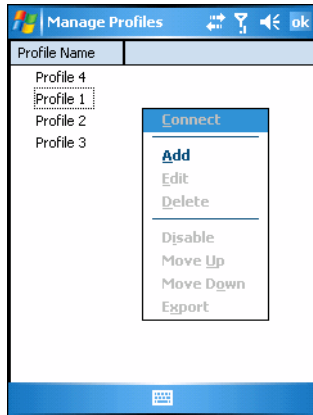 Manage Profiles ok
Profile Name
Profile 4
Profile 1
Profile 2
Profile 3
Connect
Add
Edit
Delete
Disable
Move Up
Move Down
Export